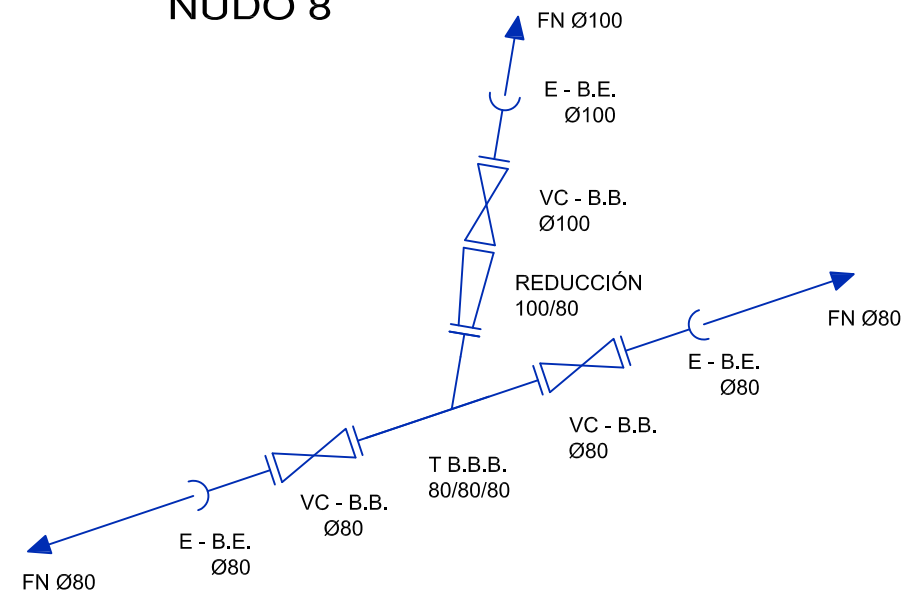 NUDO 8
FN Ø100
E - B.E.
Ø100
VC - B.B.
Ø100
REDUCCIÓN
100/80
FN Ø80
E - B.E.
Ø80
VC - B.B.
Ø80
T B.B.B.
80/80/80
VC - B.B.
Ø80
E - B.E.
Ø80
FN Ø80